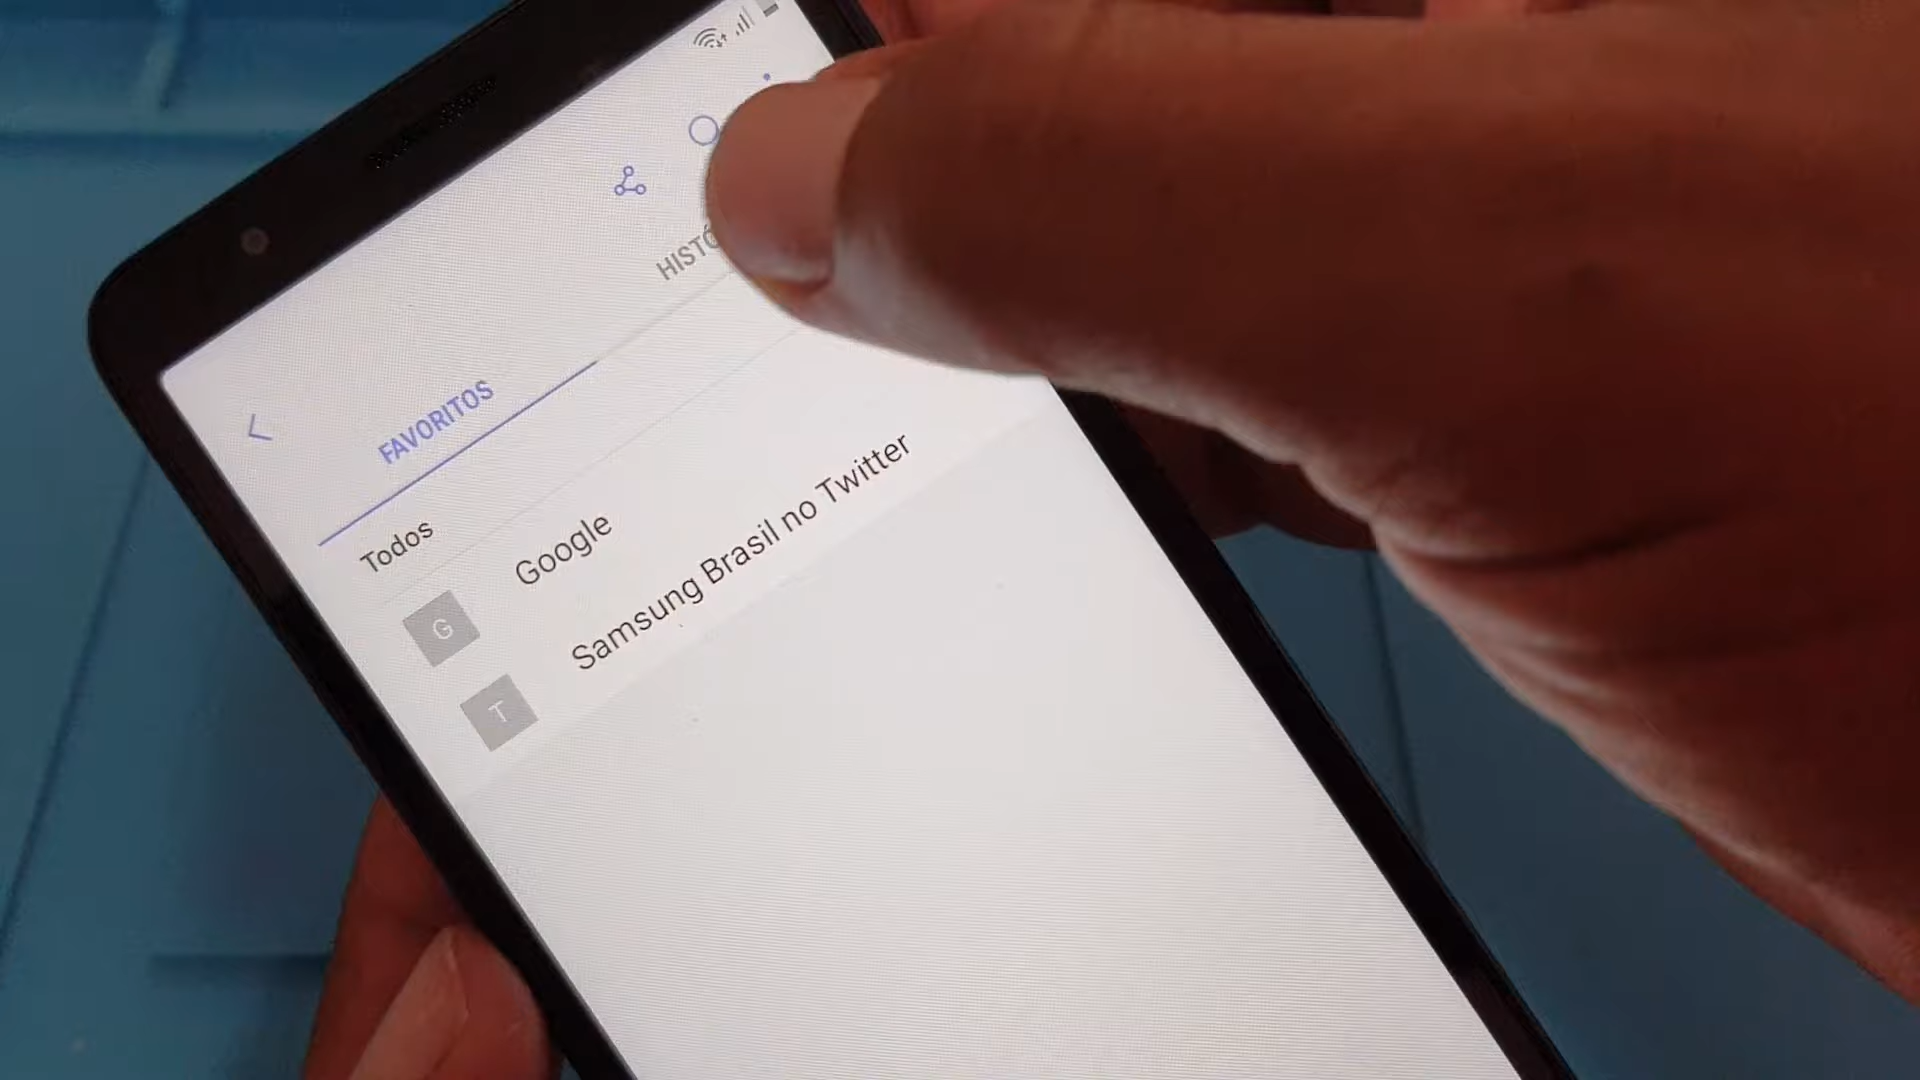 FAVORITOS
Todos
G
Google
T
Samsung Brasil no Twitter